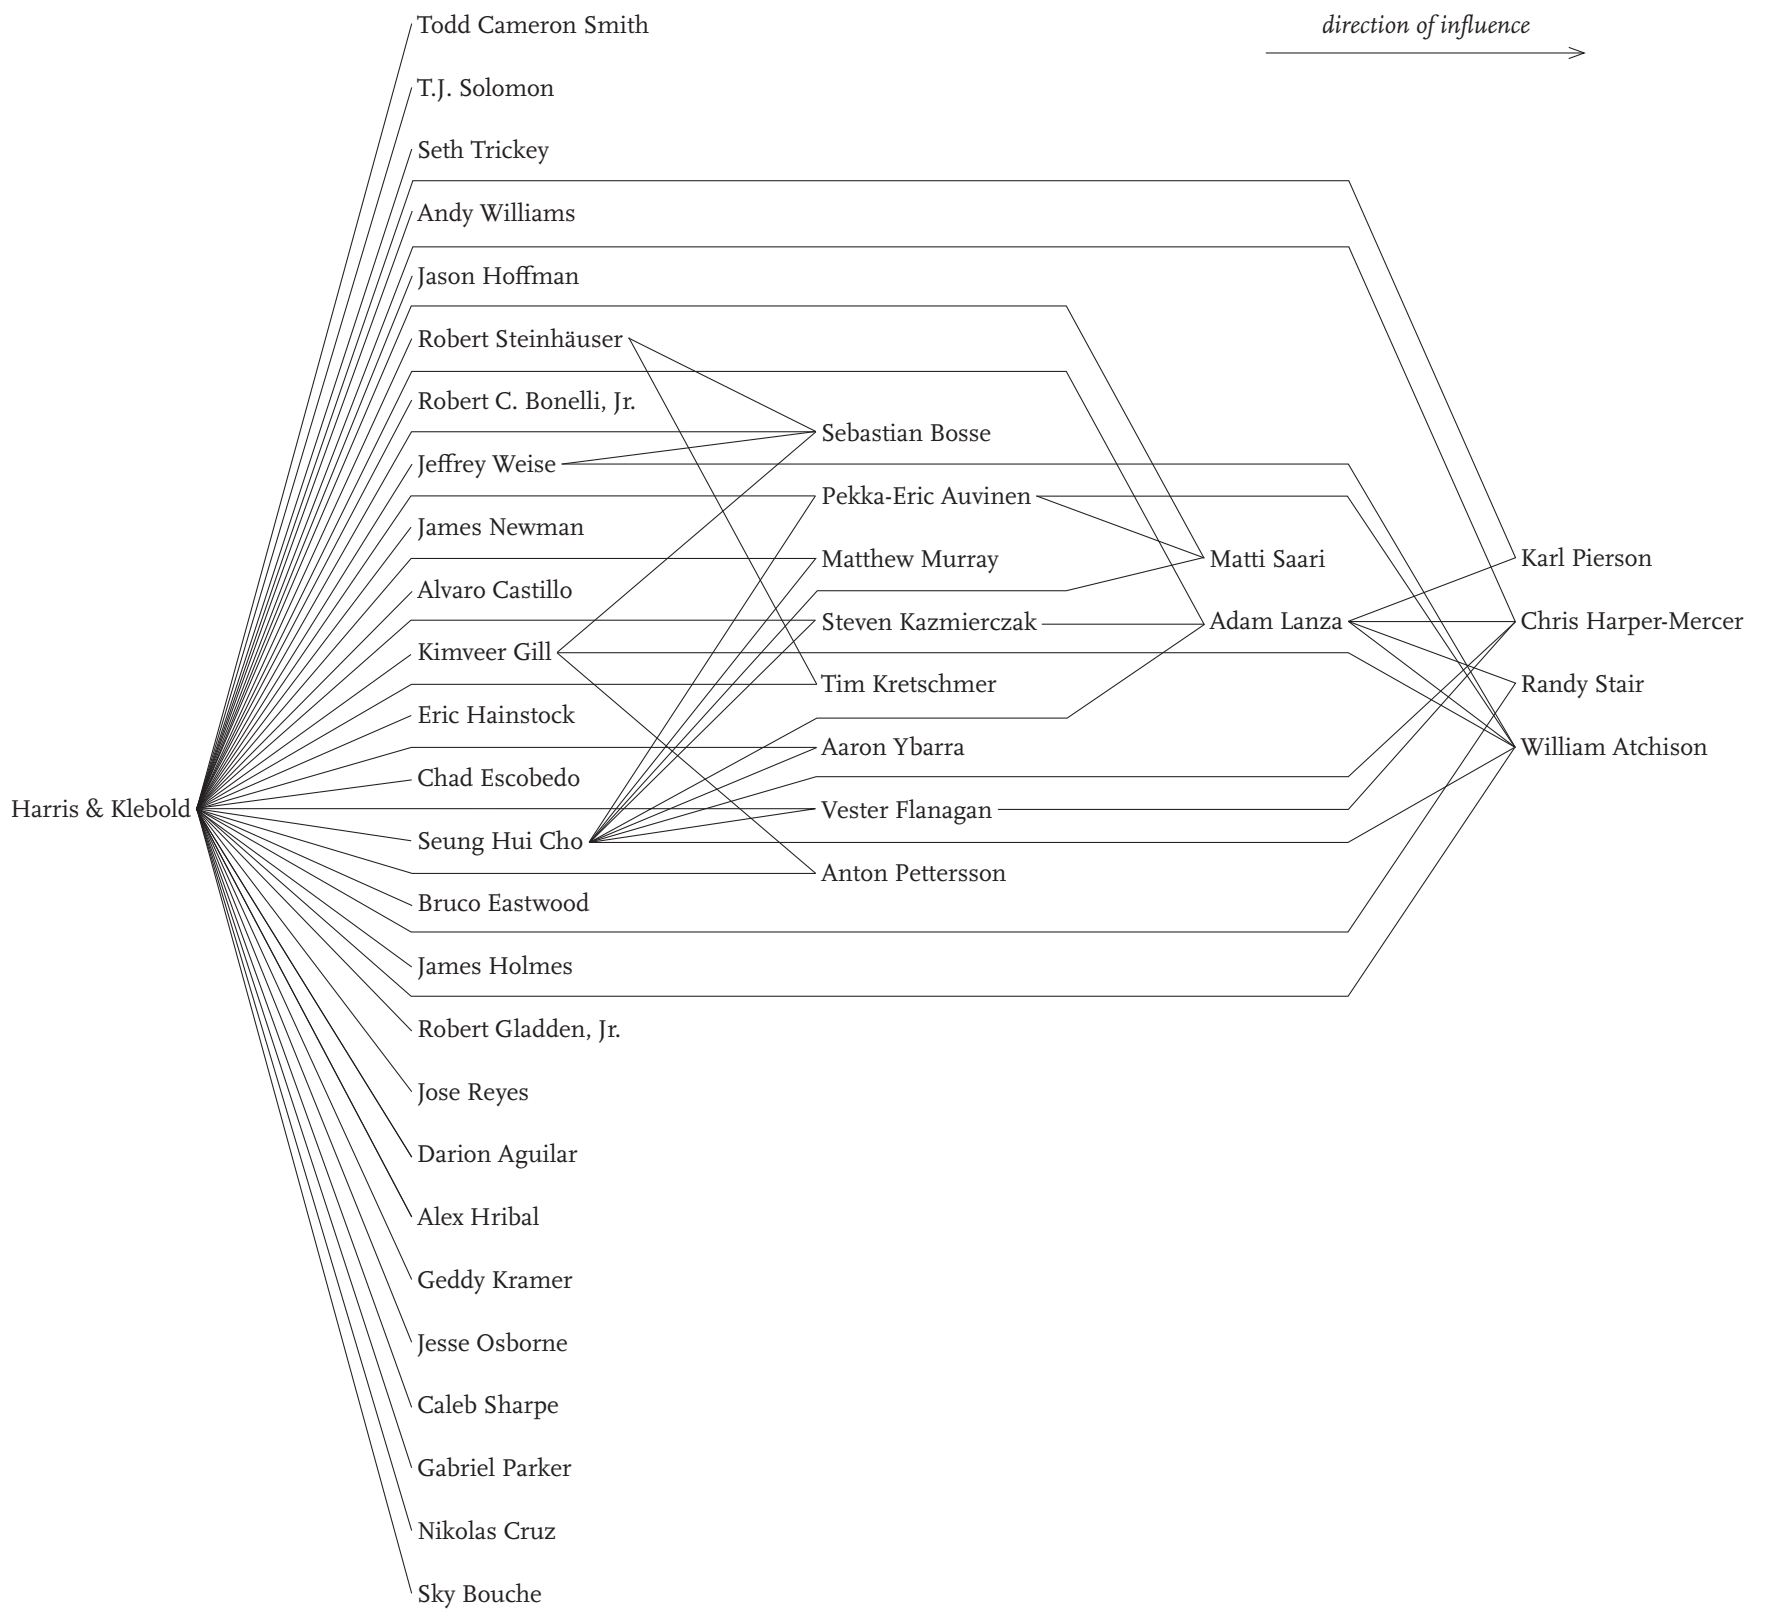 direction of influence
Harris & Klebold
Todd Cameron Smith
T.J. Solomon
Seth Trickey
Andy Williams
Jason Hoffman
Robert Steinhäuser
Robert C. Bonelli, Jr.
Jeffrey Weise
James Newman
Alvaro Castillo
Kimveer Gill
Eric Hainstock
Chad Escobedo
Seung Hui Cho
Bruco Eastwood
James Holmes
Robert Gladden, Jr.
Jose Reyes
Darion Aguilar
Alex Hribal
Geddy Kramer
Jesse Osborne
Caleb Sharpe
Gabriel Parker
Nikolas Cruz
Sky Bouche
Sebastian Bosse
Pekka-Eric Auvinen
Matthew Murray
Steven Kazmierczak
Tim Kretschmer
Aaron Ybarra
Vester Flanagan
Anton Pettersson
Matti Saari
Adam Lanza
Karl Pierson
Chris Harper-Mercer
Randy Stair
William Atchison